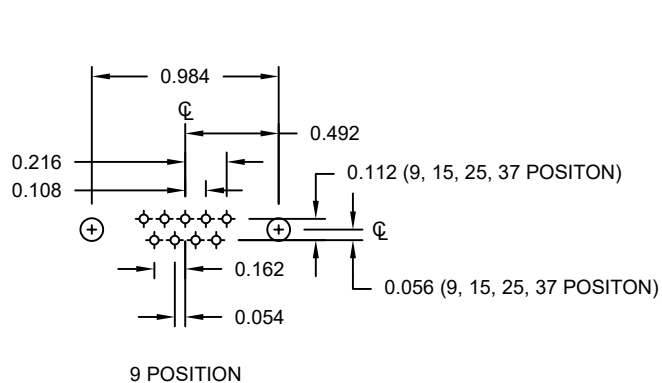 0.984
℄
0.492
0.216
0.112 (9, 15, 25, 37 POSITON)
0.108
℄
0.162
0.056 (9, 15, 25, 37 POSITON)
0.054
9 POSITION